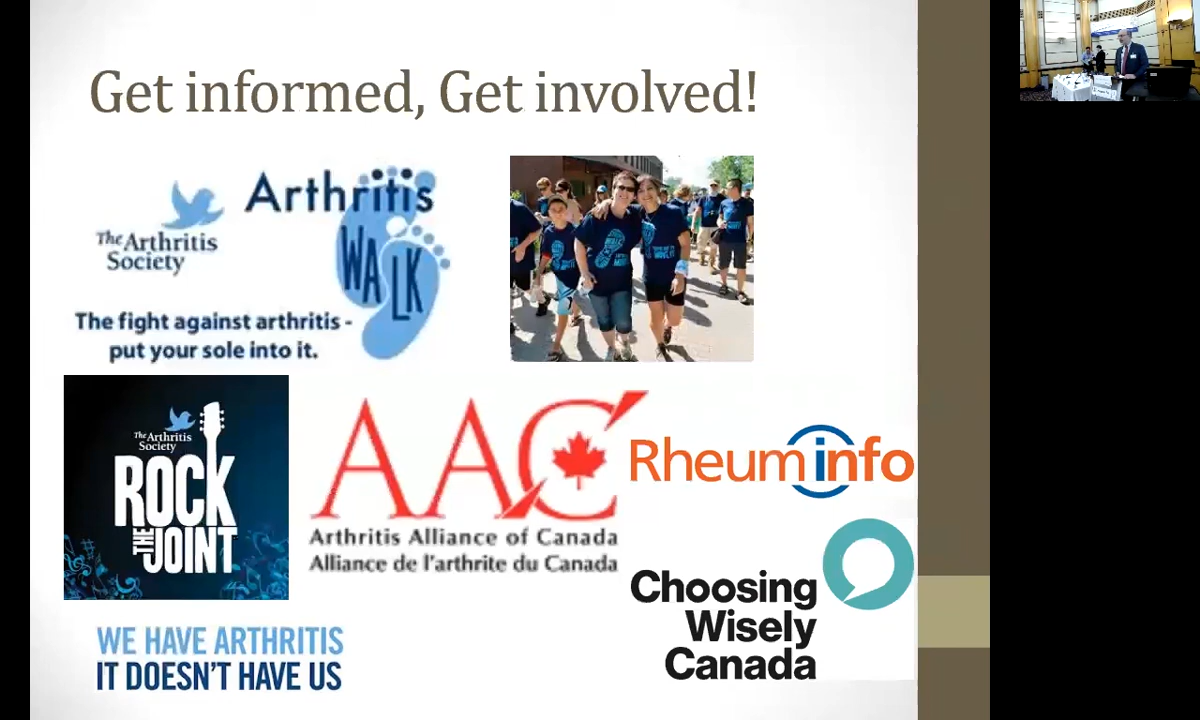 Get informed, Get involved!
The Arthritis
Society
Arthritis
WALK
The fight against arthritis -
put your sole into it.
The Arthritis
Society
ROCK
THE
JOINT
WE HAVE ARTHRITIS
IT DOESN'T HAVE US
AAC
Arthritis Alliance of Canada
Alliance de l'arthrite du Canada
Rheuminfo
Choosing
Wisely
Canada